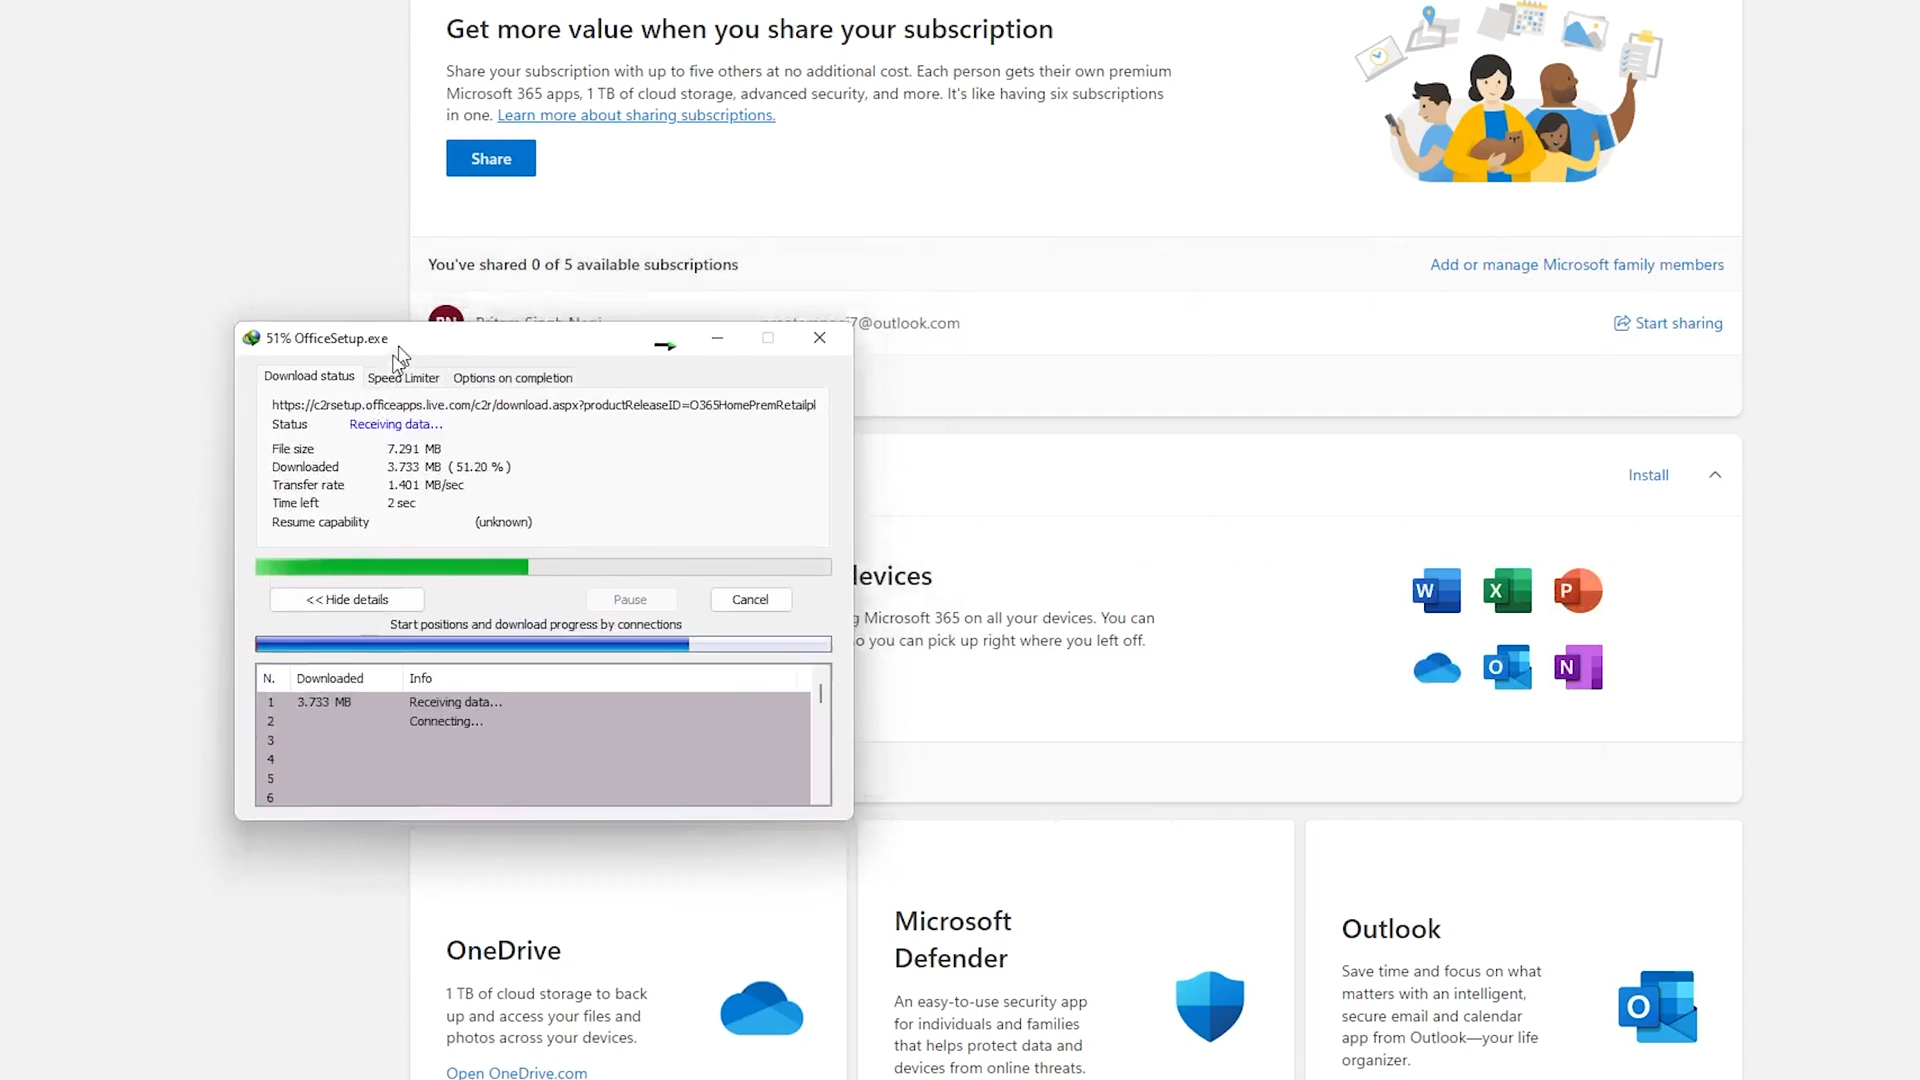 Get more value when you share your subscription
Share your subscription with up to five others at no additional cost. Each person gets their own premium
Microsoft 365 apps, 1 TB of cloud storage, advanced security, and more. It's like having six subscriptions
in one. Learn more about sharing subscriptions.
Share
You've shared 0 of 5 available subscriptions
Add or manage Microsoft family members
@outlook.com
Start sharing
51% OfficeSetup.exe
Download status
Speed Limiter
Options on completion
https://c2rsetup.officeapps.live.com/c2r/download.aspx?productReleaseID=O365HomePremRetailpl
Status Receiving data...
File size 7.291 MB
Downloaded 3.733 MB ( 51.20 % )
Transfer rate 1.401 MB/sec
Time left 2 sec
Resume capability (unknown)
<< Hide details
Pause
Cancel
Start positions and download progress by connections
N. Downloaded Info
1 3.733 MB Receiving data...
2 Connecting...
3
4
5
6
Install
devices
g Microsoft 365 on all your devices. You can
so you can pick up right where you left off.
W
X
P
O
N
OneDrive
1 TB of cloud storage to back
up and access your files and
photos across your devices.
Open OneDrive.com
Microsoft
Defender
An easy-to-use security app
for individuals and families
that helps protect data and
devices from online threats.
Outlook
Save time and focus on what
matters with an intelligent,
secure email and calendar
app from Outlook—your life
organizer.
O